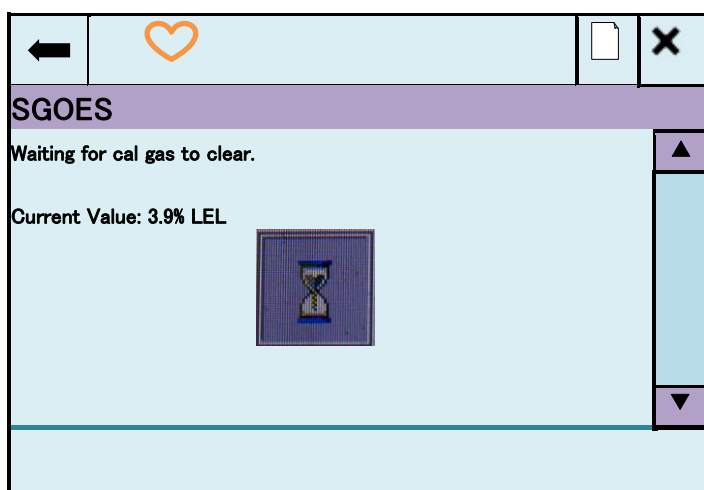 SGOES
Waiting for cal gas to clear.
Current Value: 3.9% LEL